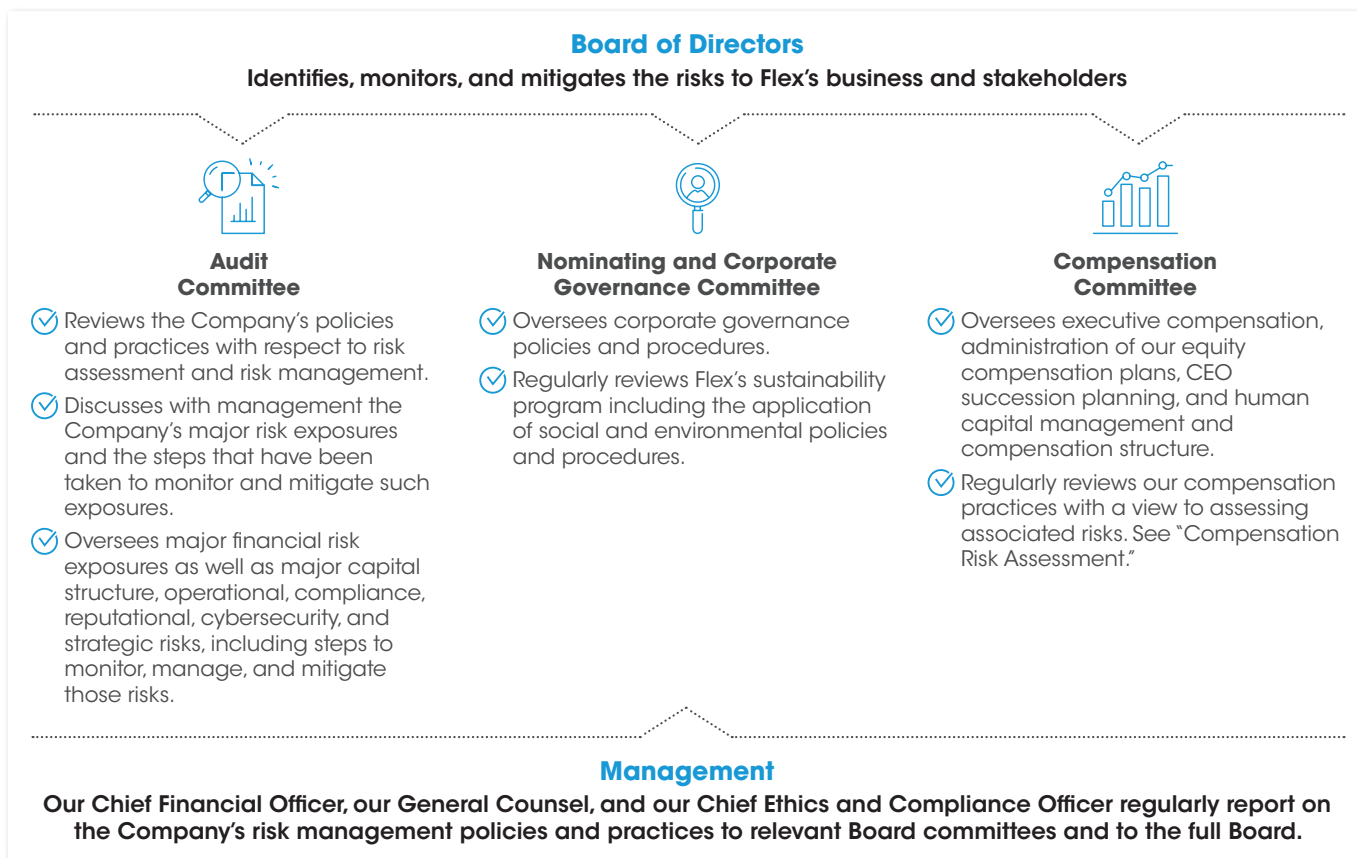 Board of Directors
Identifies, monitors, and mitigates the risks to Flex’s business and stakeholders
Audit
Committee
Reviews the Company’s policies
and practices with respect to risk
assessment and risk management.
Discusses with management the
Company’s major risk exposures
and the steps that have been
taken to monitor and mitigate such
exposures.
Oversees major financial risk
exposures as well as major capital
structure, operational, compliance,
reputational, cybersecurity, and
strategic risks, including steps to
monitor, manage, and mitigate
those risks.
Nominating and Corporate
Governance Committee
Oversees corporate governance
policies and procedures.
Regularly reviews Flex’s sustainability
program including the application
of social and environmental policies
and procedures.
Compensation
Committee
Oversees executive compensation,
administration of our equity
compensation plans, CEO
succession planning, and human
capital management and
compensation structure.
Regularly reviews our compensation
practices with a view to assessing
associated risks. See “Compensation
Risk Assessment.”
Management
Our Chief Financial Officer, our General Counsel, and our Chief Ethics and Compliance Officer regularly report on
the Company’s risk management policies and practices to relevant Board committees and to the full Board.